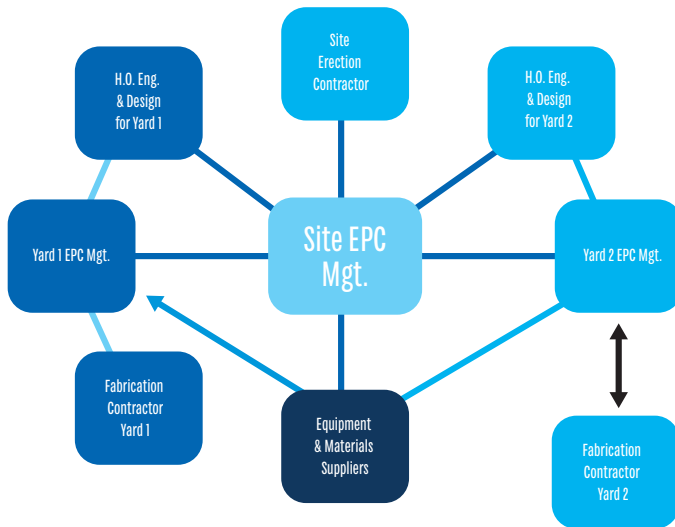 Site
Erection
Contractor
H.O. Eng.
& Design
for Yard 1
H.O. Eng.
& Design
for Yard 2
Yard 1 EPC Mgt.
Site EPC
Mgt.
Yard 2 EPC Mgt.
Fabrication
Contractor
Yard 1
Equipment
& Materials
Suppliers
Fabrication
Contractor
Yard 2